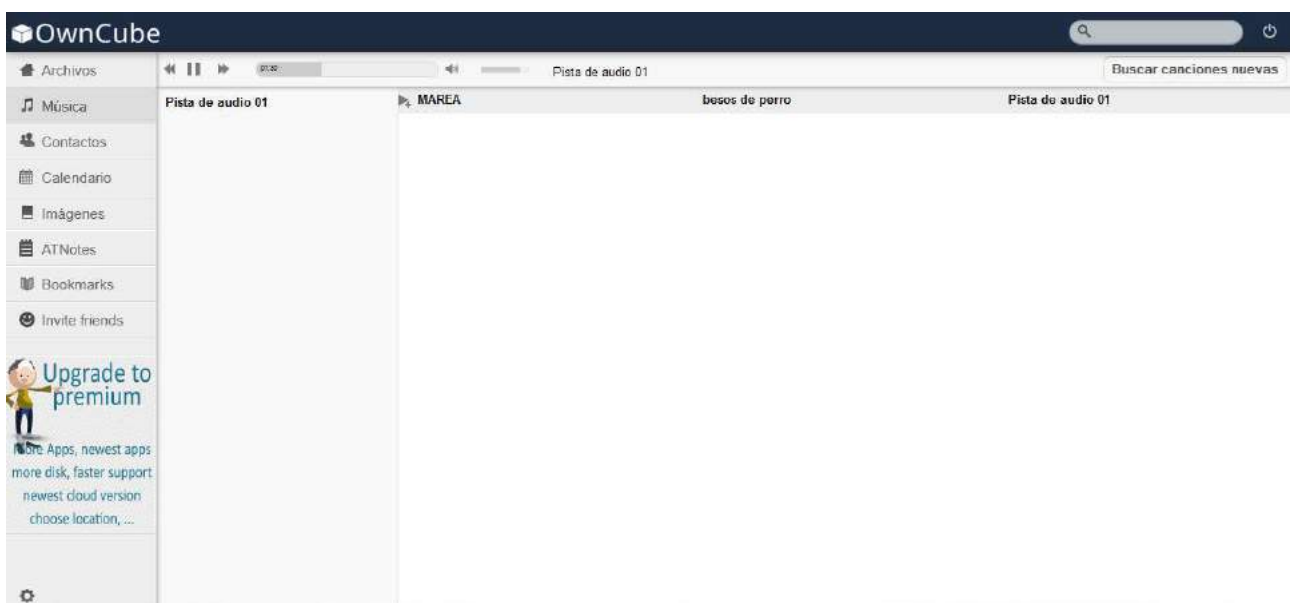 OwnCube
Archivos
Pista de audio 01
Buscar canciones nuevas
Música
Pista de audio 01
MAREA
besos de perro
Pista de audio 01
Contactos
Calendario
Imágenes
ATNotes
Bookmarks
Invite friends
Upgrade to
premium
More Apps, newest apps
more disk, faster support
newest cloud version
choose location, ...